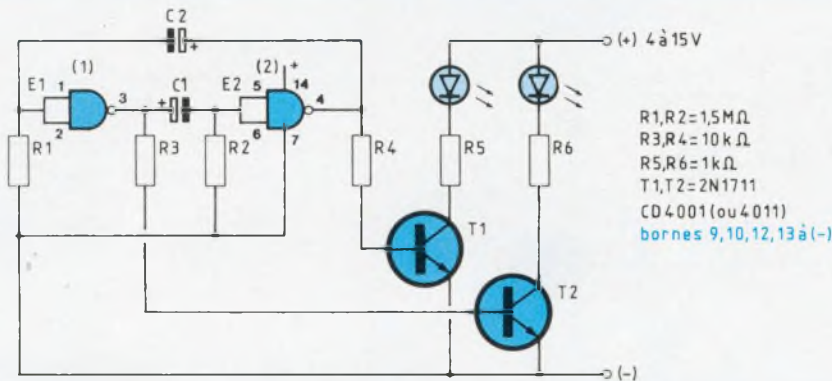 C2
(+) 4 à 15V
E1
(1)
C1
E2
(2)
+
1
2
3
+
5
6
14
4
7
+
R1
R3
R2
R4
R5
R6
T1
T2
(-)
R1,R2=1,5MΩ
R3,R4=10kΩ
R5,R6=1kΩ
T1,T2=2N1711
CD4001(ou 4011)
bornes 9,10,12,13 à (-)